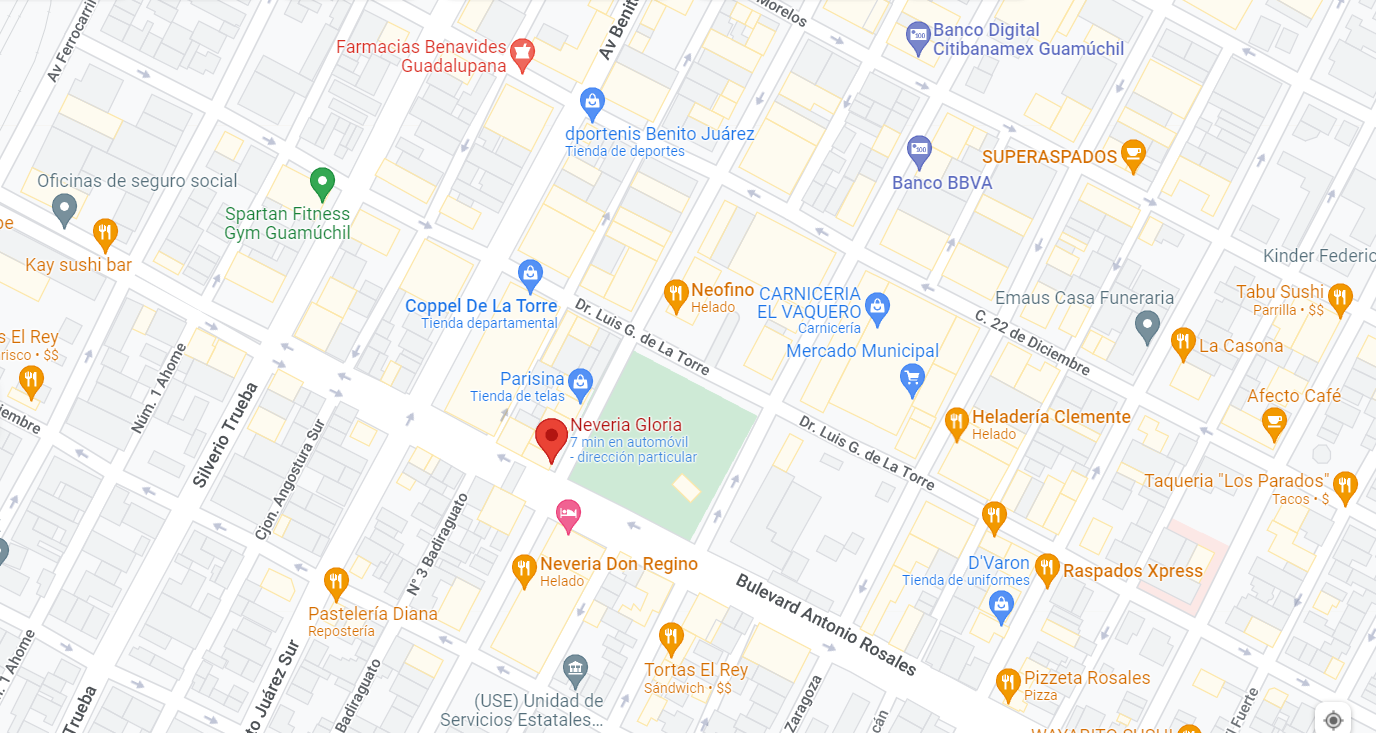 Morelos
Av Ferrocarril
Av Benito
Farmacias Benavides
Guadalupana
Banco Digital
Citibanamex Guamúchil
dportenis Benito Juárez
Tienda de deportes
Banco BBVA
SUPERASPADOS
Oficinas de seguro social
Spartan Fitness
Gym Guamúchil
Kay sushi bar
Kinder Federic
Coppel De La Torre
Tienda departamental
Neofino
Helado
CARNICERIA
EL VAQUERO
Carnicería
Mercado Municipal
Emaus Casa Funeraria
Tabu Sushi
Parrilla • $$
Dr. Luis G. de La Torre
C. 22 de Diciembre
La Casona
s El Rey
risco • $$
Núm. 1 Ahome
Parisina
Tienda de telas
Silverio Trueba
Afecto Café
Neveria Gloria
7 min en automóvil
- dirección particular
Heladería Clemente
Helado
iembre
Cjon. Angostura Sur
Dr. Luis G. de La Torre
Taqueria "Los Parados"
Tacos • $
N° 3 Badiraguato
Neveria Don Regino
Helado
D'Varon
Tienda de uniformes
Raspados Xpress
Pastelería Diana
Repostería
Bulevard Antonio Rosales
Tortas El Rey
Sándwich • $$
Pizzeta Rosales
Pizza
(USE) Unidad de
Servicios Estatales...
. 1 Ahome
Trueba
to Juárez Sur
Badiraguato
Zaragoza
cán
El Fuerte
WAYABITO SUSHI